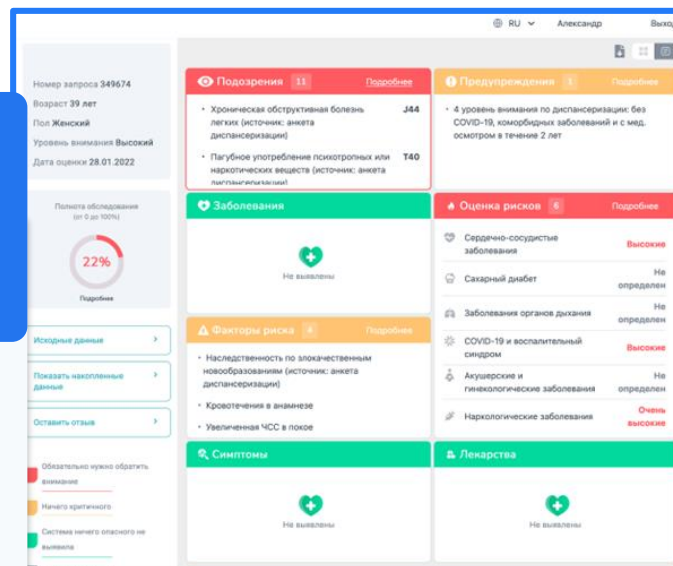 RU
Александр
Выход
Номер запроса 349674
Возраст 39 лет
Пол Женский
Уровень внимания Высокий
Дата оценки 28.01.2022
Полнота обследования
(от 0 до 100%)
22%
Подробнее
Исходные данные
Показать накопленные
данные
Оставить отзыв
Обязательно нужно обратить
внимание
Ничего критичного
Система ничего опасного не
выявила
Подозрения 11 Подробнее
Хроническая обструктивная болезнь J44
легких (источник: анкета
диспансеризации)
Пагубное употребление психотропных или T40
наркотических веществ (источник: анкета
диспансеризации)
Предупреждения 1 Подробнее
4 уровень внимания по диспансеризации: без
COVID-19, коморбидных заболеваний и с мед.
осмотром в течение 2 лет
Заболевания
Не выявлены
Оценка рисков 6 Подробнее
Сердечно-сосудистые
заболевания
Высокие
Сахарный диабет
Не
определен
Заболевания органов дыхания
Не
определен
COVID-19 и воспалительный
синдром
Высокие
Акушерские и
гинекологические заболевания
Не
определен
Наркологические заболевания
Очень
высокие
Факторы риска 4 Подробнее
Наследственность по злокачественным
новообразованиям (источник: анкета
диспансеризации)
Кровотечения в анамнезе
Увеличенная ЧСС в покое
Симптомы
Не выявлены
Лекарства
Не выявлены